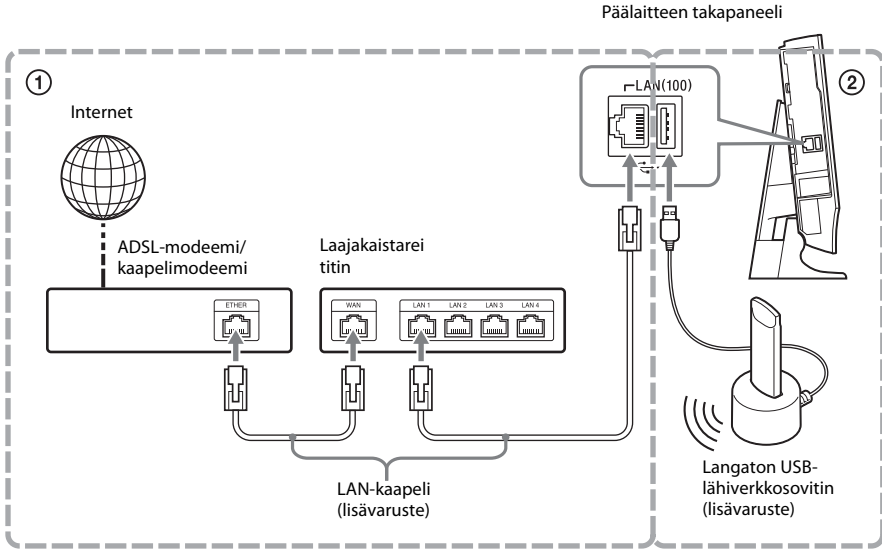 Päälaitteen takapaneeli
①
②
LAN(100)
Internet
ADSL-modeemi/
kaapelimodeemi
Laajakaistarei
titin
ETHER
WAN
LAN 1
LAN 2
LAN 3
LAN 4
LAN-kaapeli
(lisävaruste)
Langaton USB-
lähiverkkosovitin
(lisävaruste)